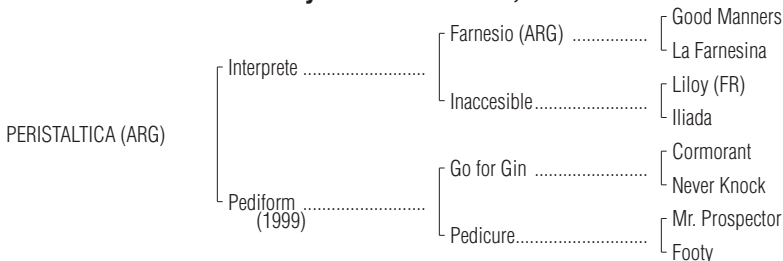 Good Manners
Farnesio (ARG) ..................
La Farnesina
Interprete ..........................
Liloy (FR)
Inaccesible..........................
Iliada
PERISTALTICA (ARG)
Cormorant
Go for Gin ..........................
Never Knock
Pediform ..........................
(1999)
Mr. Prospector
Pedicure............................
Footy